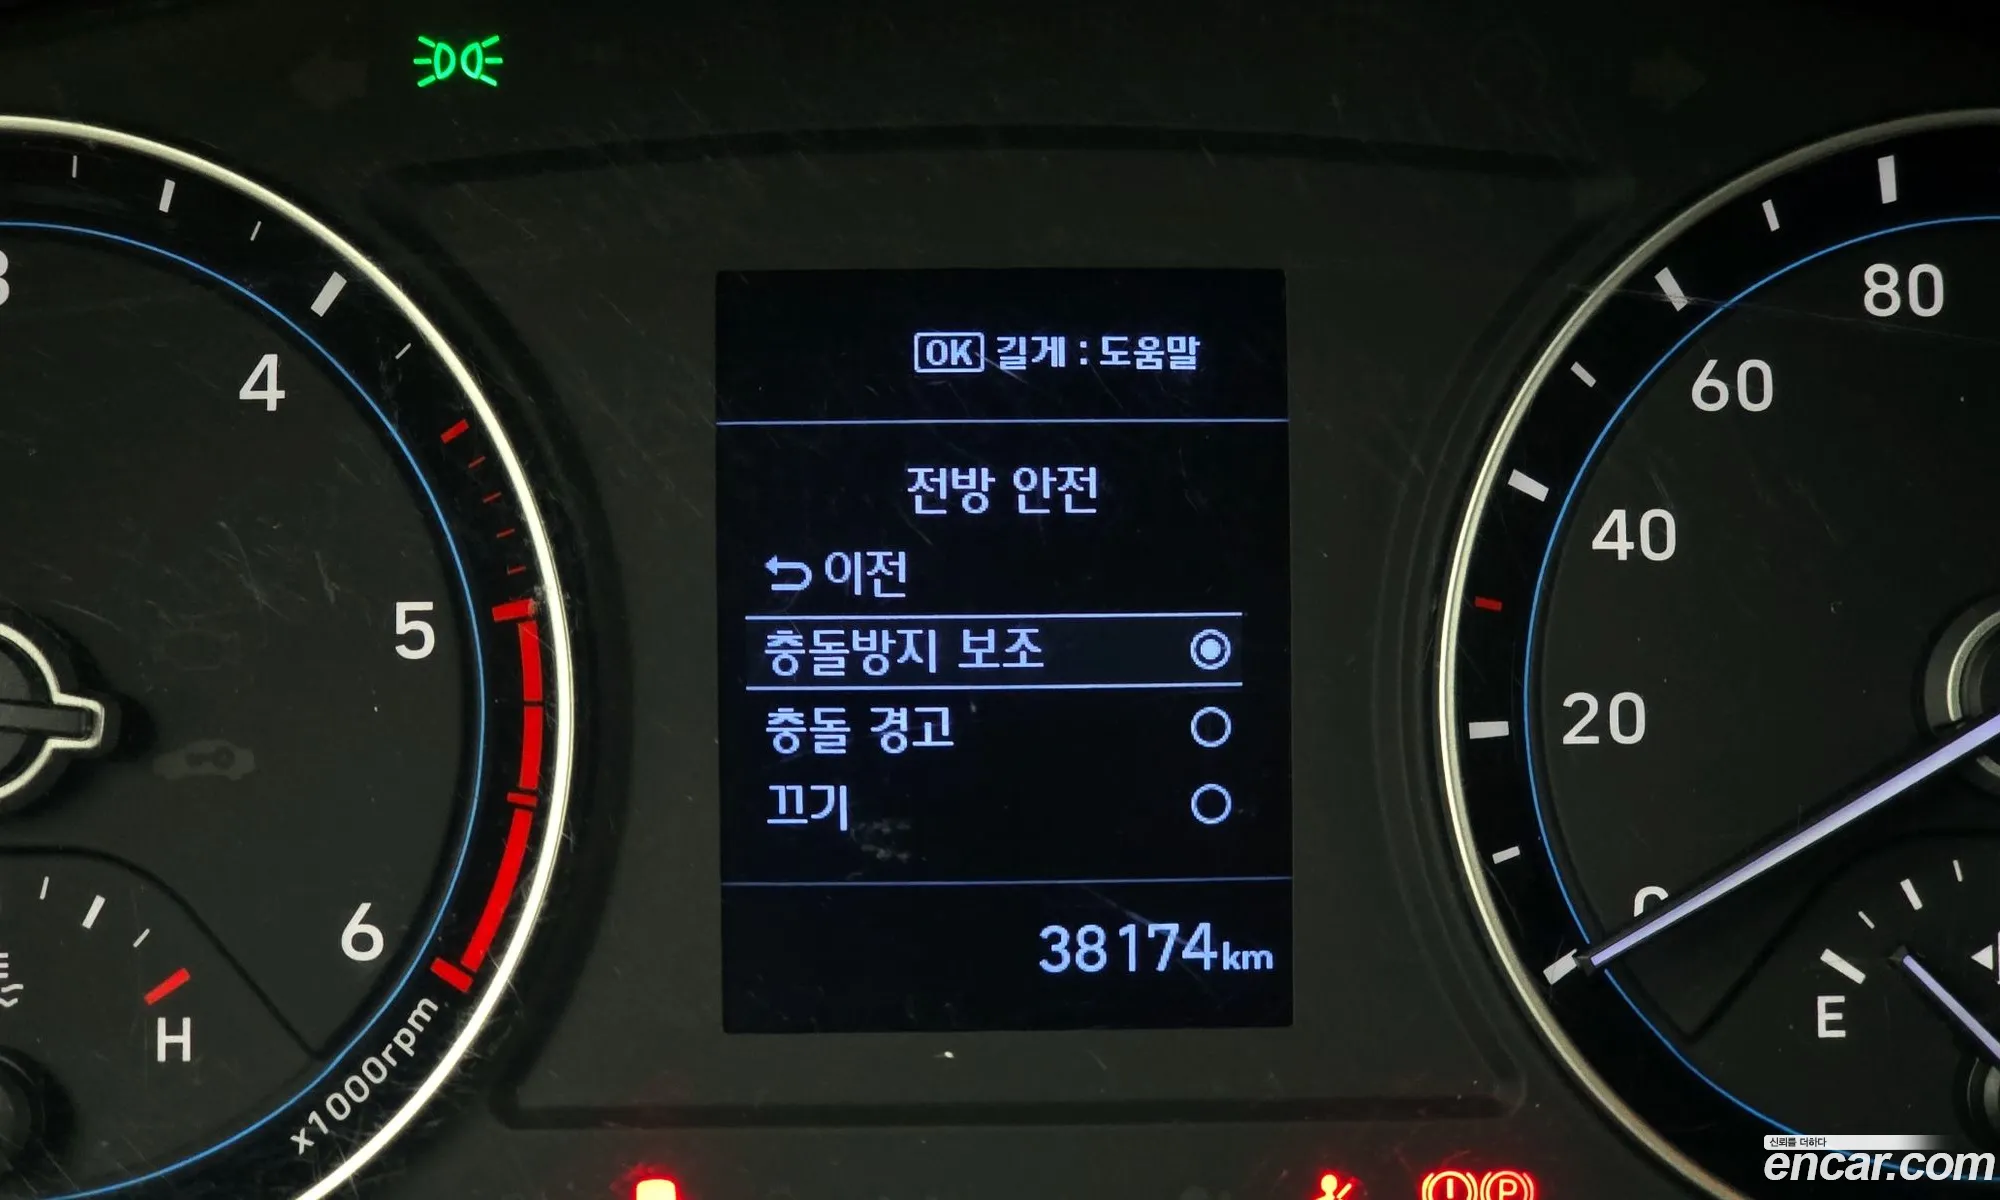 OK 길게 : 도움말
전방 안전
이전
충돌방지 보조
충돌 경고
끄기
38174km
4
5
6
x1000rpm
H
80
60
40
20
0
E
P
신뢰를 더하다
encar.com